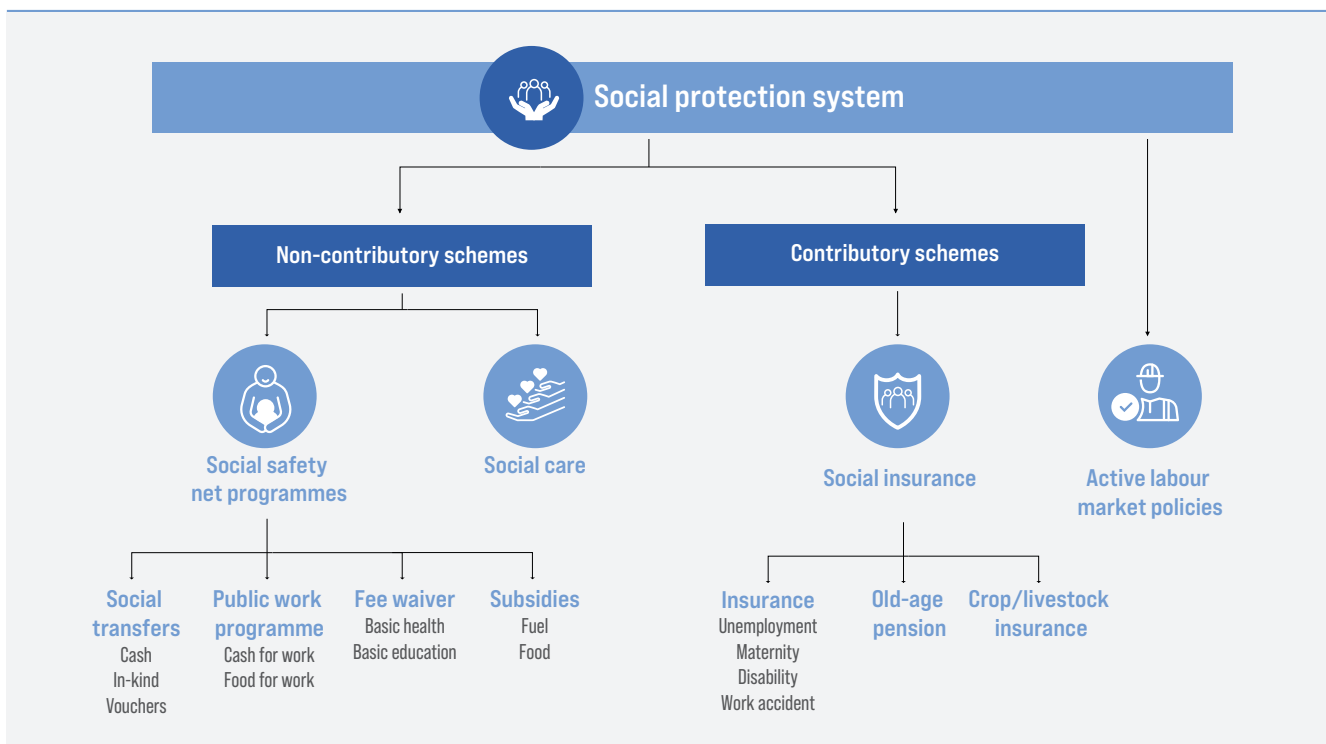 Social protection system
Non-contributory schemes
Contributory schemes
Social safety
net programmes
Social care
Social insurance
Active labour
market policies
Social
transfers
Cash
In-kind
Vouchers
Public work
programme
Cash for work
Food for work
Fee waiver
Basic health
Basic education
Subsidies
Fuel
Food
Insurance
Unemployment
Maternity
Disability
Work accident
Old-age
pension
Crop/livestock
insurance